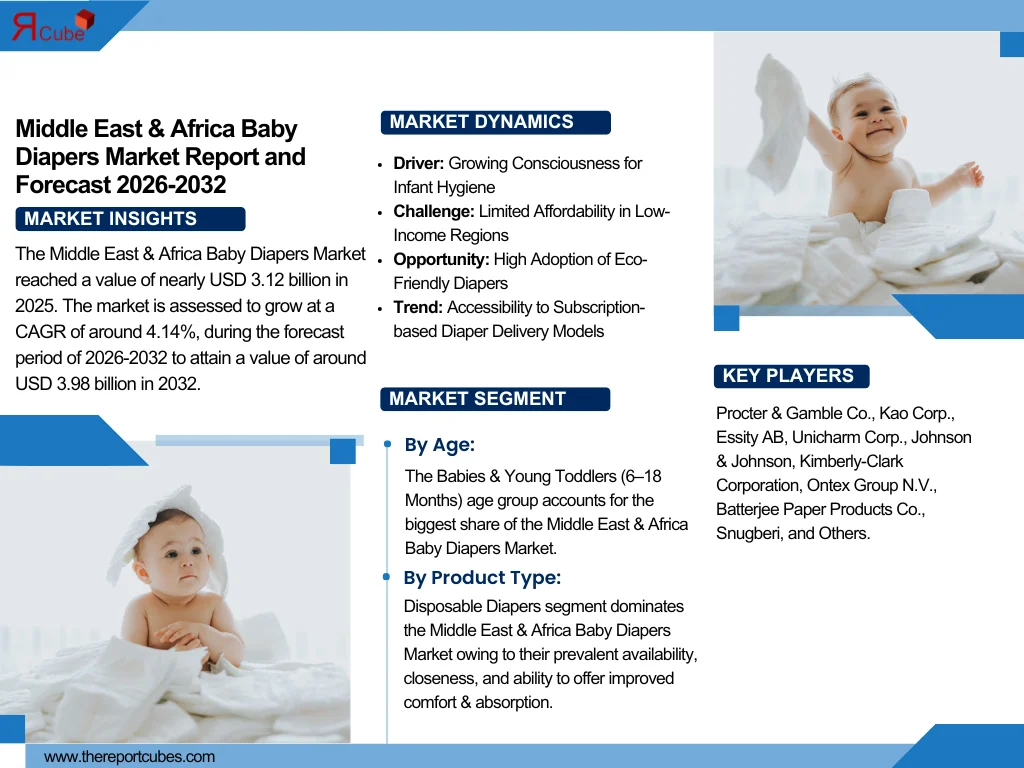 ЯCube
Middle East & Africa Baby
Diapers Market Report and
Forecast 2026-2032
MARKET INSIGHTS
The Middle East & Africa Baby Diapers Market
reached a value of nearly USD 3.12 billion in
2025. The market is assessed to grow at a
CAGR of around 4.14%, during the forecast
period of 2026-2032 to attain a value of around
USD 3.98 billion in 2032.
MARKET DYNAMICS
• Driver: Growing Consciousness for
Infant Hygiene
• Challenge: Limited Affordability in Low-
Income Regions
• Opportunity: High Adoption of Eco-
Friendly Diapers
• Trend: Accessibility to Subscription-
based Diaper Delivery Models
MARKET SEGMENT
By Age:
The Babies & Young Toddlers (6–18
Months) age group accounts for the
biggest share of the Middle East & Africa
Baby Diapers Market.
By Product Type:
Disposable Diapers segment dominates
the Middle East & Africa Baby Diapers
Market owing to their prevalent availability,
closeness, and ability to offer improved
comfort & absorption.
KEY PLAYERS
Procter & Gamble Co., Kao Corp.,
Essity AB, Unicharm Corp., Johnson
& Johnson, Kimberly-Clark
Corporation, Ontex Group N.V.,
Batterjee Paper Products Co.,
Snugberi, and Others.
www.thereportcubes.com